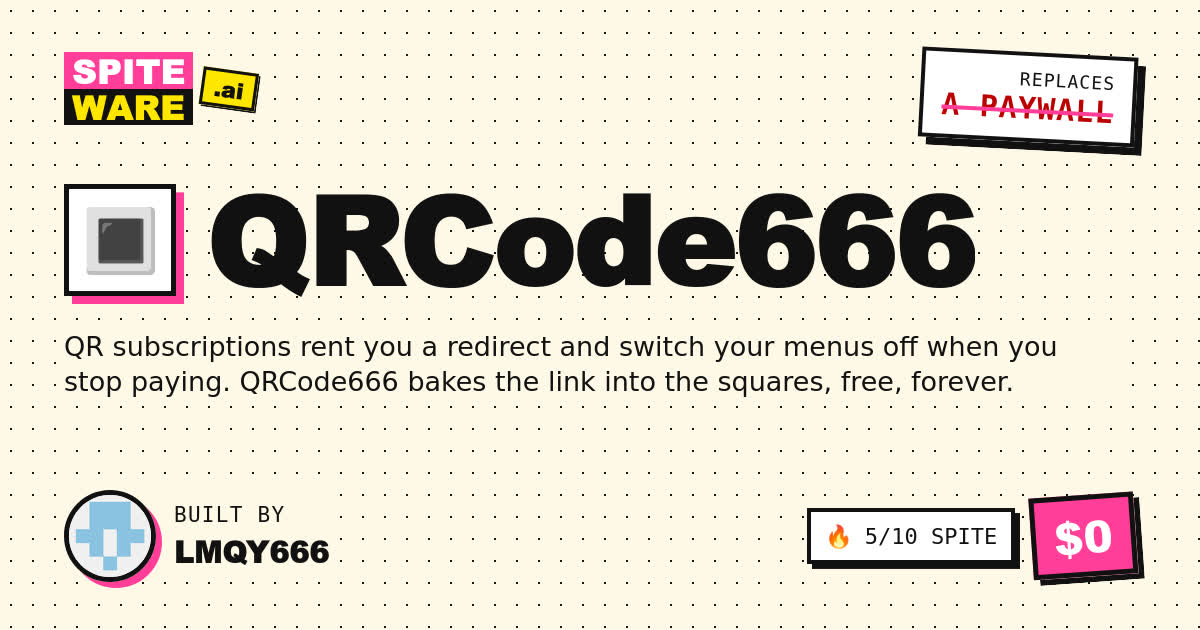 SPITE
WARE
.ai
REPLACES
A PAYWALL
QRCode666
QR subscriptions rent you a redirect and switch your menus off when you
stop paying. QRCode666 bakes the link into the squares, free, forever.
BUILT BY
LMQY666
5/10 SPITE
$0